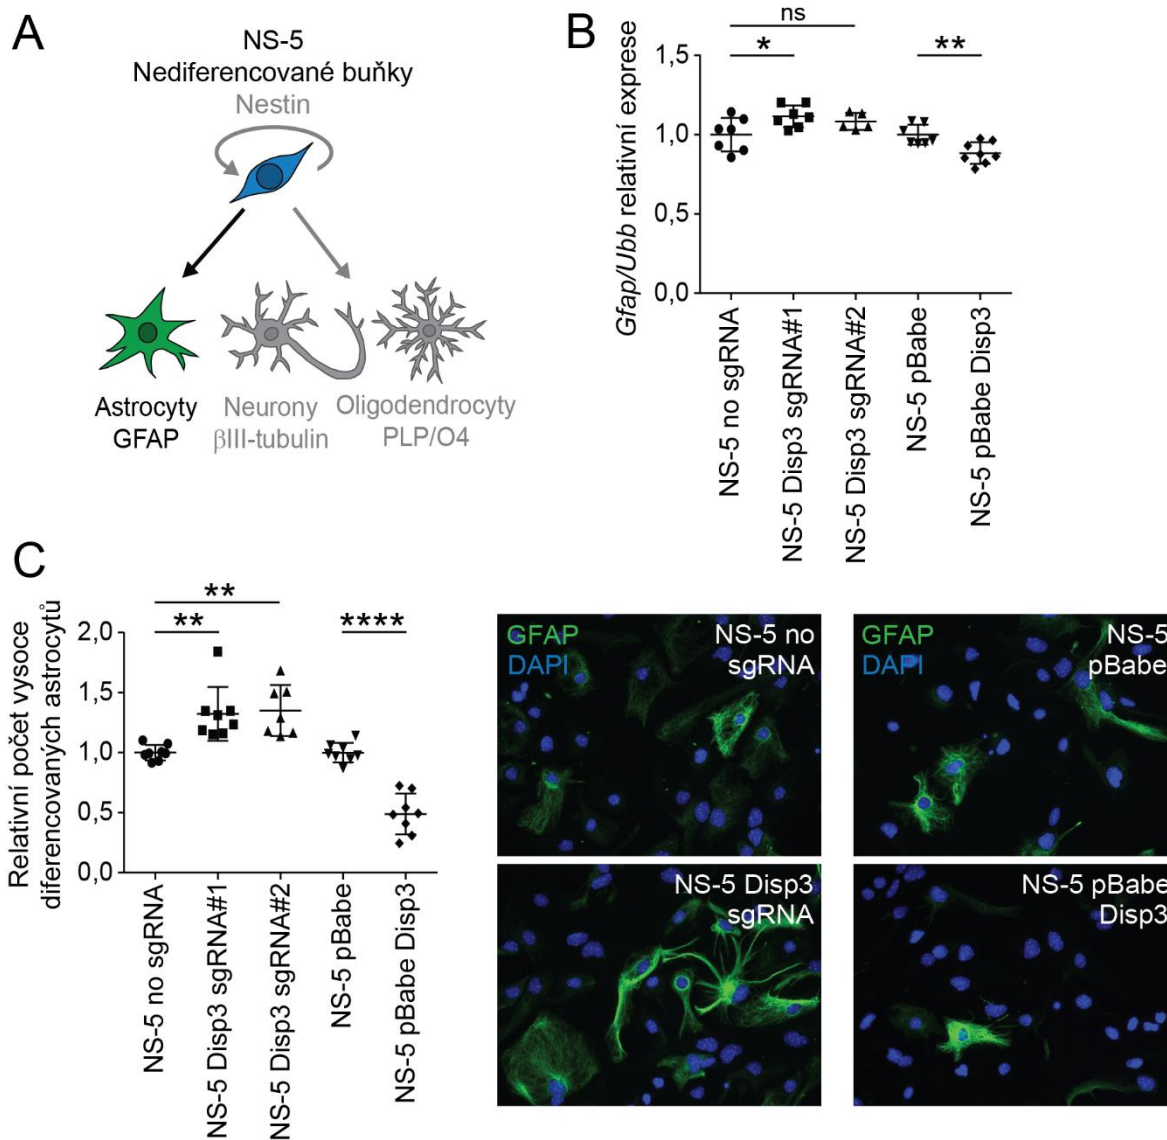 A
NS-5
Nediferencované buňky
Nestin
Astrocyty
GFAP
Neurony
βIII-tubulin
Oligodendrocyty
PLP/O4
B
ns
*
**
Gfap/Ubb relativní exprese
1,5
1,0
0,5
0,0
NS-5 no sgRNA
NS-5 Disp3 sgRNA#1
NS-5 Disp3 sgRNA#2
NS-5 pBabe
NS-5 pBabe Disp3
C
**
**
****
Relativní počet vysoce
diferencovaných astrocytů
2,0
1,5
1,0
0,5
0,0
NS-5 no sgRNA
NS-5 Disp3 sgRNA#1
NS-5 Disp3 sgRNA#2
NS-5 pBabe
NS-5 pBabe Disp3
GFAP
DAPI
NS-5 no
sgRNA
GFAP
DAPI
NS-5
pBabe
NS-5 Disp3
sgRNA
NS-5 pBabe
Disp3